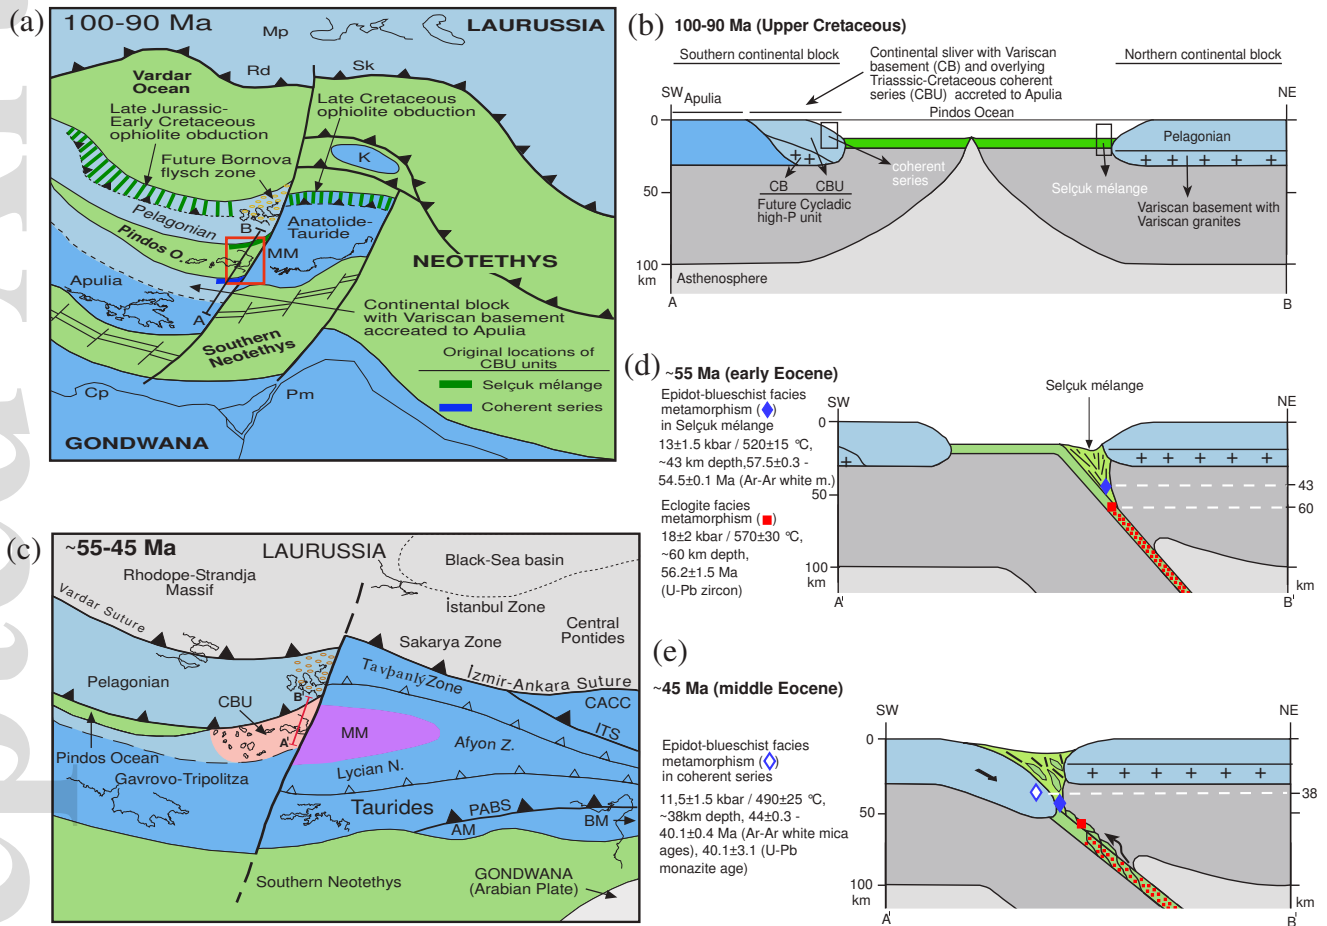 (a)
100-90 Ma
LAURUSSIA
Mp
Rd
Sk
Vardar
Ocean
Late Jurassic-
Early Cretaceous
ophiolite obduction
Late Cretaceous
ophiolite obduction
Future Bornova
flysch zone
K
Pelagonian
B
Anatolide-
Tauride
Pindos O.
MM
NEOTETHYS
Apulia
A
Continental block
with Variscan basement
accreated to Apulia
Southern
Neotethys
Original locations of
CBU units
Selçuk mélange
Coherent series
Cp
Pm
GONDWANA
(b)
100-90 Ma (Upper Cretaceous)
Southern continental block
Continental sliver with Variscan
basement (CB) and overlying
Triasssic-Cretaceous coherent
series (CBU) accreted to Apulia
Northern continental block
SW
Apulia
Pindos Ocean
NE
0
Pelagonian
coherent
series
CB
CBU
Future Cycladic
high-P unit
Selçuk mélange
Variscan basement with
Variscan granites
50
100
km
Asthenosphere
A
B
(c)
~55-45 Ma
LAURUSSIA
Rhodope-Strandja
Massif
Black-Sea basin
Vardar Suture
İstanbul Zone
Central
Pontides
Sakarya Zone
İzmir-Ankara Suture
Tavþanlý Zone
Pelagonian
CBU
B'
CACC
ITS
MM
A'
Afyon Z.
Pindos Ocean
Gavrovo-Tripolitza
Lycian N.
Taurides
PABS
AM
BM
Southern Neotethys
GONDWANA
(Arabian Plate)
(d)
~55 Ma (early Eocene)
Epidot-blueschist facies
metamorphism ( )
in Selçuk mélange
13±1.5 kbar / 520±15 °C,
~43 km depth,57.5±0.3 -
54.5±0.1 Ma (Ar-Ar white m.)
Eclogite facies
metamorphism ( )
18±2 kbar / 570±30 °C,
~60 km depth,
56.2±1.5 Ma
(U-Pb zircon)
Selçuk mélange
SW
NE
0
43
50
60
100
km
km
A'
B'
(e)
~45 Ma (middle Eocene)
SW
NE
Epidot-blueschist facies
metamorphism ( )
in coherent series
11,5±1.5 kbar / 490±25 °C,
~38km depth, 44±0.3 -
40.1±0.4 Ma (Ar-Ar white mica
ages), 40.1±3.1 (U-Pb
monazite age)
0
38
50
100
km
km
A'
B'